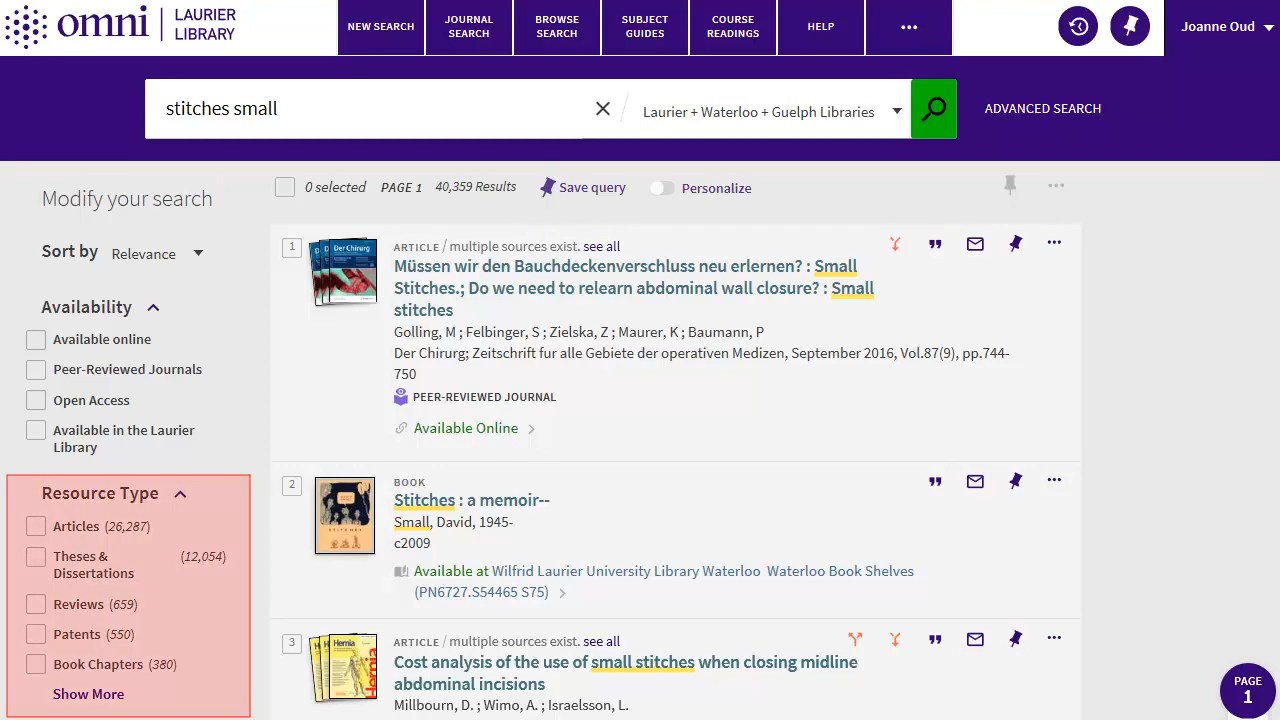 omni LAURIER LIBRARY
NEW SEARCH
JOURNAL SEARCH
BROWSE SEARCH
SUBJECT GUIDES
COURSE READINGS
HELP
Joanne Oud
stitches small
Laurier + Waterloo + Guelph Libraries
ADVANCED SEARCH
Modify your search
Sort by Relevance
Availability
Available online
Peer-Reviewed Journals
Open Access
Available in the Laurier
Library
Resource Type
Articles (26,287)
Theses & (12,054)
Dissertations
Reviews (659)
Patents (550)
Book Chapters (380)
Show More
0 selected PAGE 1 40,359 Results Save query Personalize
1
Der Chirurg
ARTICLE / multiple sources exist. see all
Müssen wir den Bauchdeckenverschluss neu erlernen? : Small
Stitches.; Do we need to relearn abdominal wall closure? : Small
stitches
Golling, M ; Felbinger, S ; Zielska, Z ; Maurer, K ; Baumann, P
Der Chirurg; Zeitschrift fur alle Gebiete der operativen Medizen, September 2016, Vol.87(9), pp.744-
750
PEER-REVIEWED JOURNAL
Available Online
2
BOOK
Stitches : a memoir--
Small, David, 1945-
c2009
Available at Wilfrid Laurier University Library Waterloo Waterloo Book Shelves
(PN6727.S54465 S75)
3
Hernia
ARTICLE / multiple sources exist. see all
Cost analysis of the use of small stitches when closing midline
abdominal incisions
Millbourn, D. ; Wimo, A. ; Israelsson, L.
PAGE
1